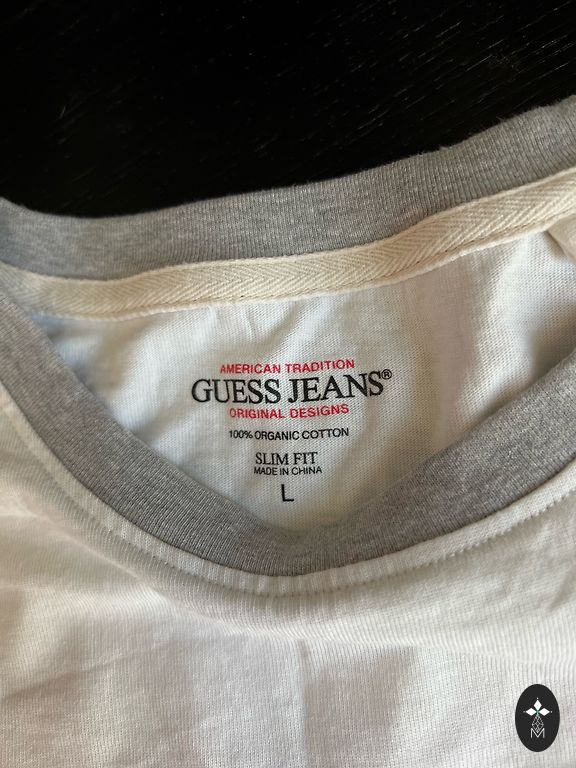 AMERICAN TRADITION
GUESS JEANS®
ORIGINAL DESIGNS
100% ORGANIC COTTON
SLIM FIT
MADE IN CHINA
L
M